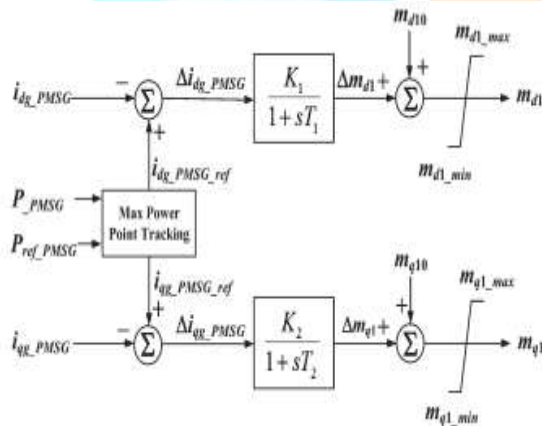 m_d10
m_d1_max
i_dg_PMSG
−
Σ
Δi_dg_PMSG
K_1
1 + sT_1
Δm_d1 +
+
Σ
m_d1
+
m_d1_min
i_dg_PMSG_ref
P_PMSG
Max Power
Point Tracking
P_ref_PMSG
m_q10
i_qg_PMSG_ref
m_q1_max
+
i_qg_PMSG
−
Σ
Δi_qg_PMSG
K_2
1 + sT_2
Δm_q1 +
+
Σ
m_q1
m_q1_min